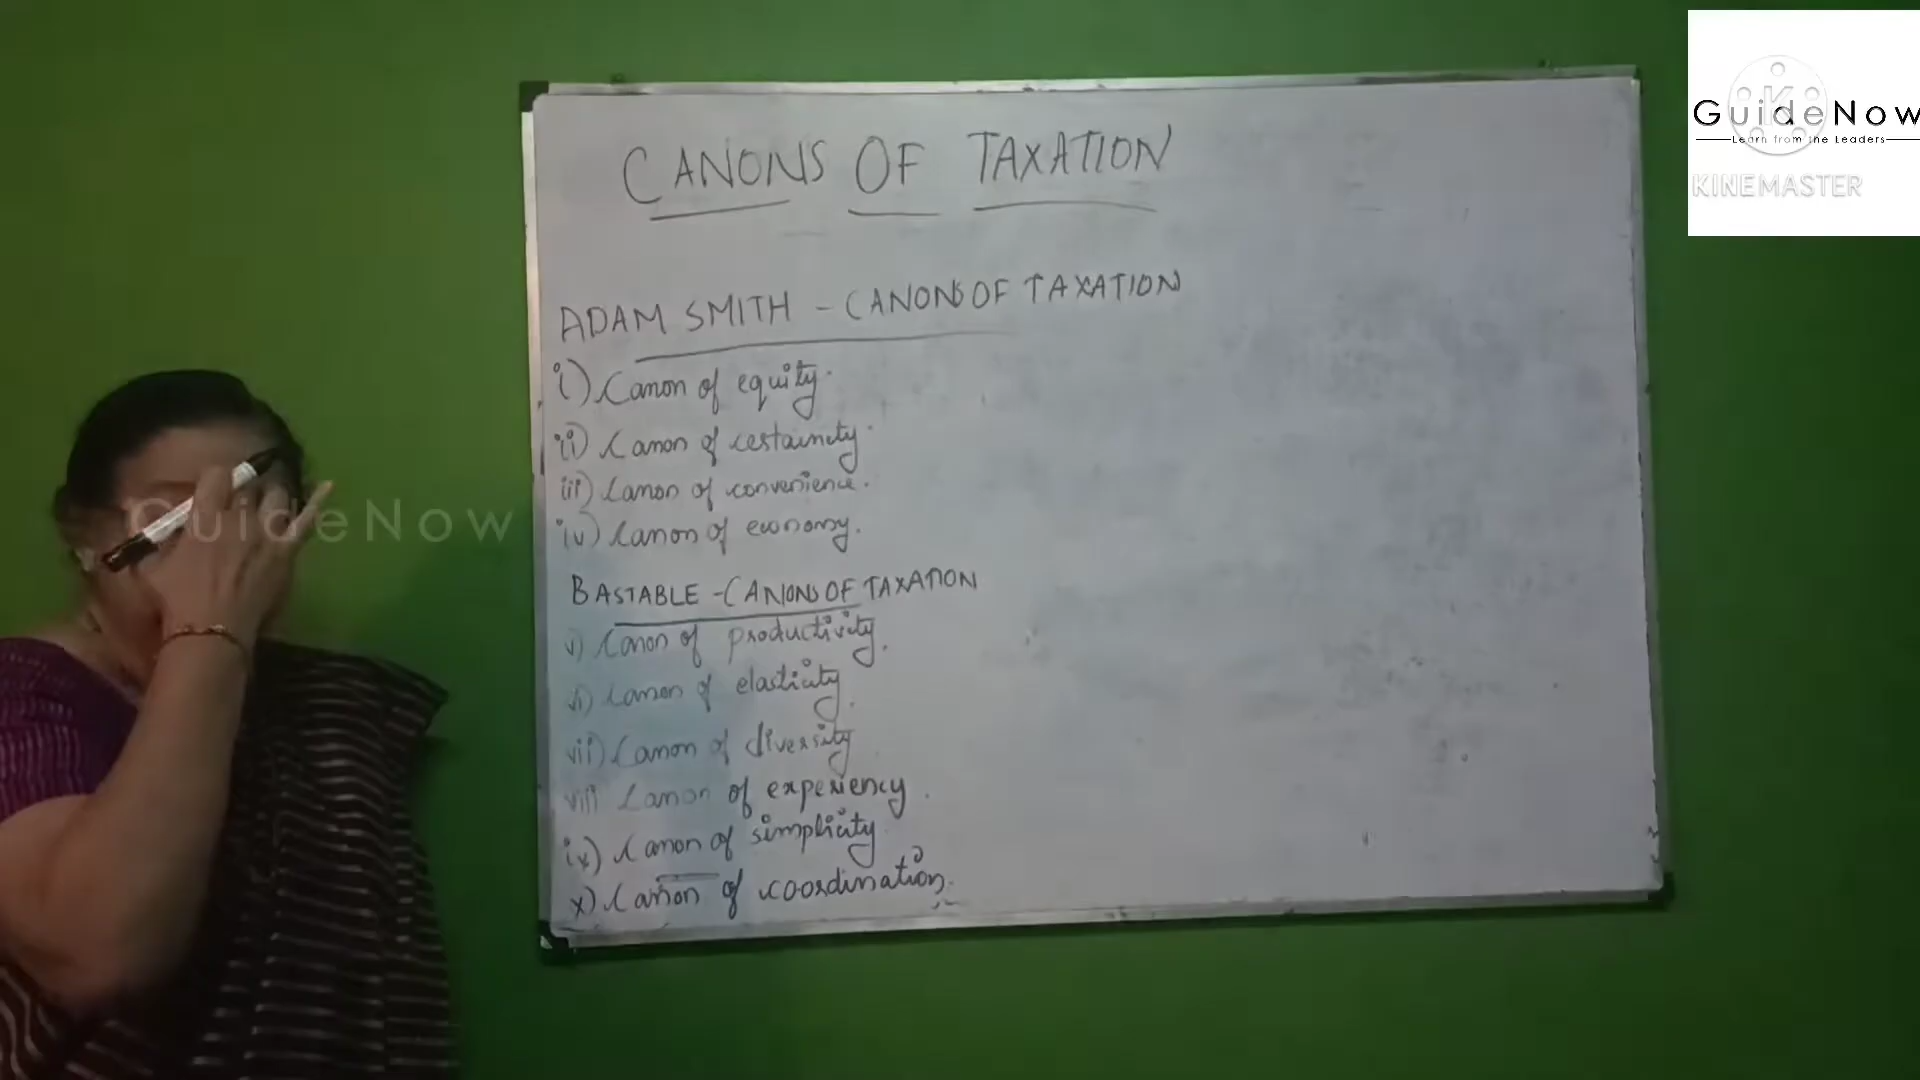 CANONS OF TAXATION
ADAM SMITH - CANONS OF TAXATION
i) Canon of equity.
ii) Canon of certainity.
iii) Canon of convenience.
iv) Canon of economy.
BASTABLE - CANONS OF TAXATION
v) Canon of productivity.
vi) Canon of elasticity.
vii) Canon of diversity
viii Canon of experiency.
ix) Canon of simplicity
x) Canon of coordination.
GuideNow
Learn from the Leaders
KINEMASTER
GuideNow